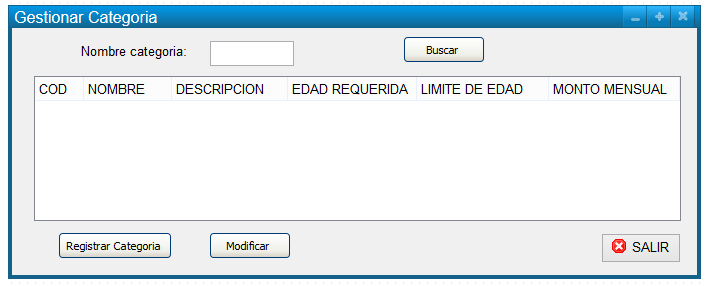 Gestionar Categoria
Nombre categoria: Buscar
COD NOMBRE DESCRIPCION EDAD REQUERIDA LIMITE DE EDAD MONTO MENSUAL
Registrar Categoria Modificar SALIR